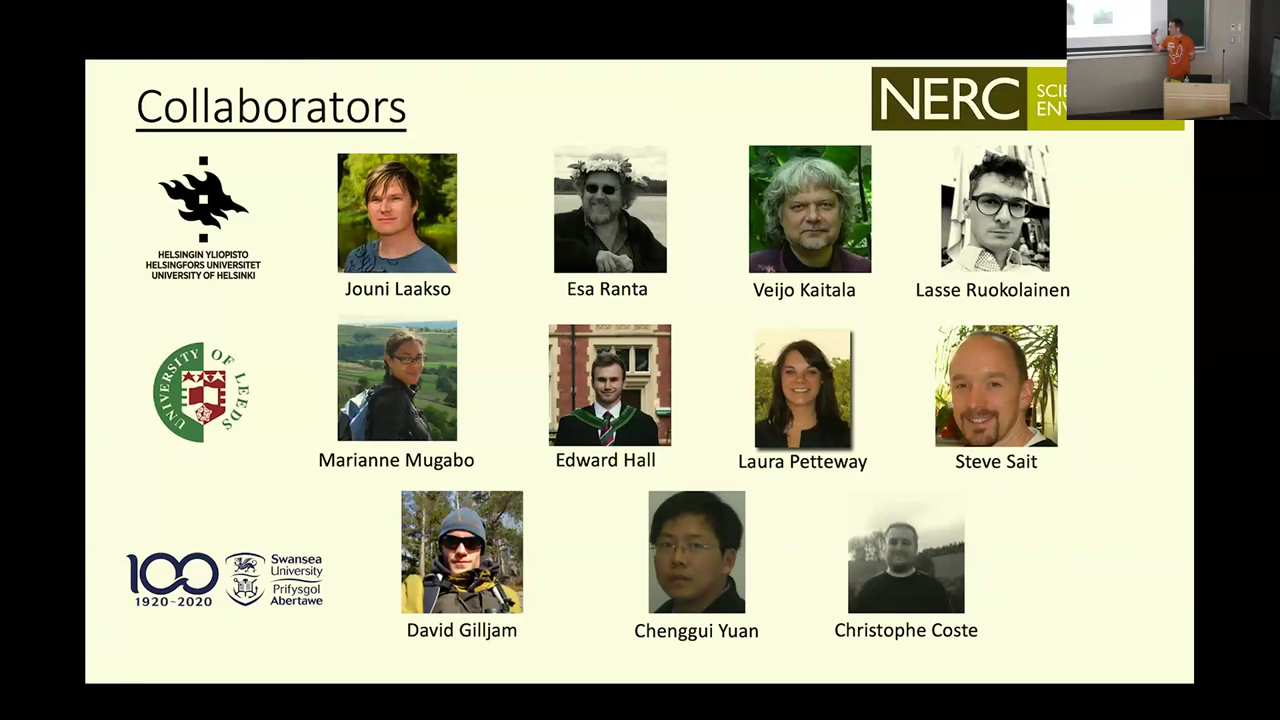 Collaborators
NERC
SCIE
ENV
HELSINGIN YLIOPISTO
HELSINGFORS UNIVERSITET
UNIVERSITY OF HELSINKI
Jouni Laakso
Esa Ranta
Veijo Kaitala
Lasse Ruokolainen
UNIVERSITY OF LEEDS
Marianne Mugabo
Edward Hall
Laura Petteway
Steve Sait
100
1920-2020
Swansea
University
Prifysgol
Abertawe
David Gilljam
Chenggui Yuan
Christophe Coste